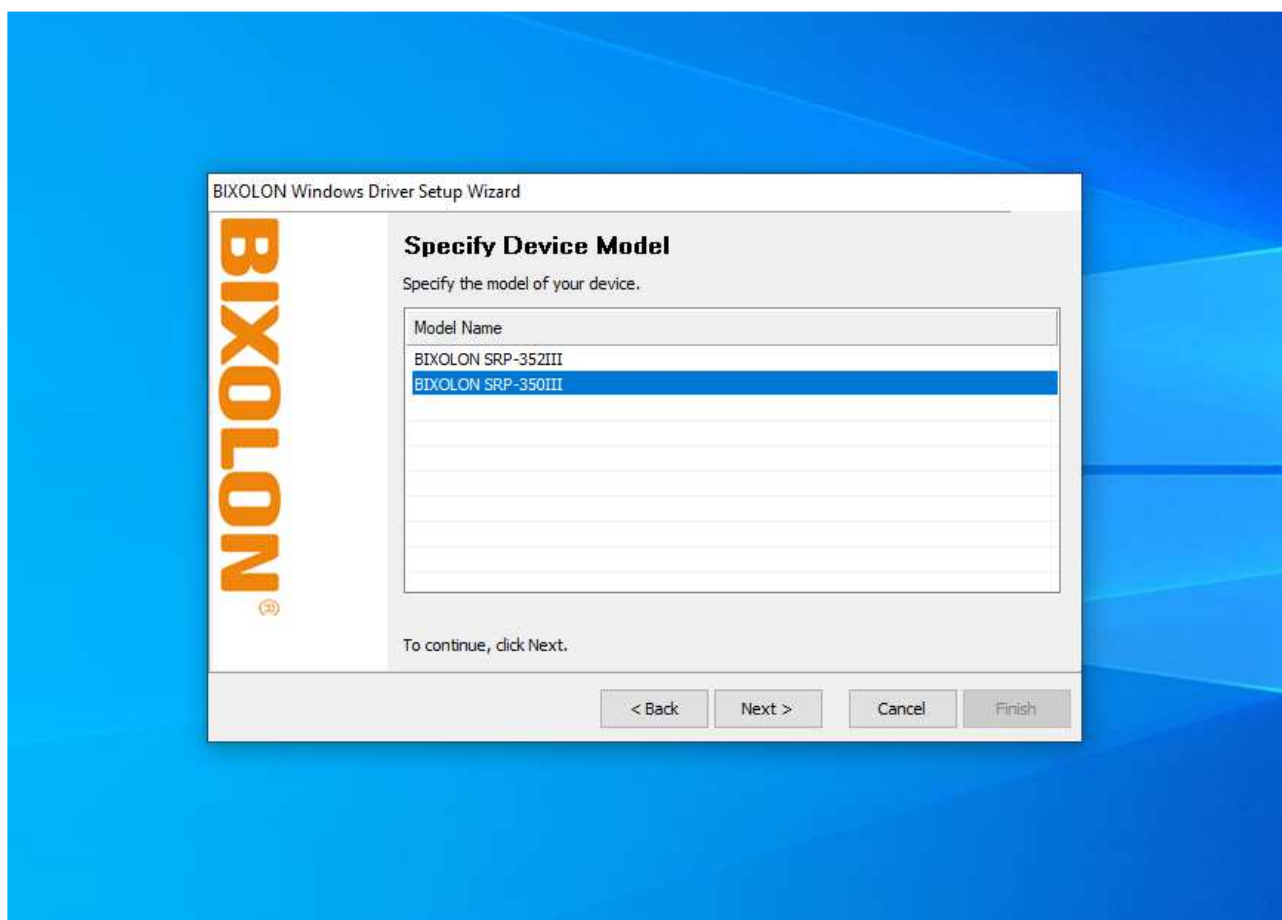 BIXOLON Windows Driver Setup Wizard
BIXOLON®
Specify Device Model
Specify the model of your device.
Model Name
BIXOLON SRP-352III
BIXOLON SRP-350III
To continue, click Next.
< Back
Next >
Cancel
Finish